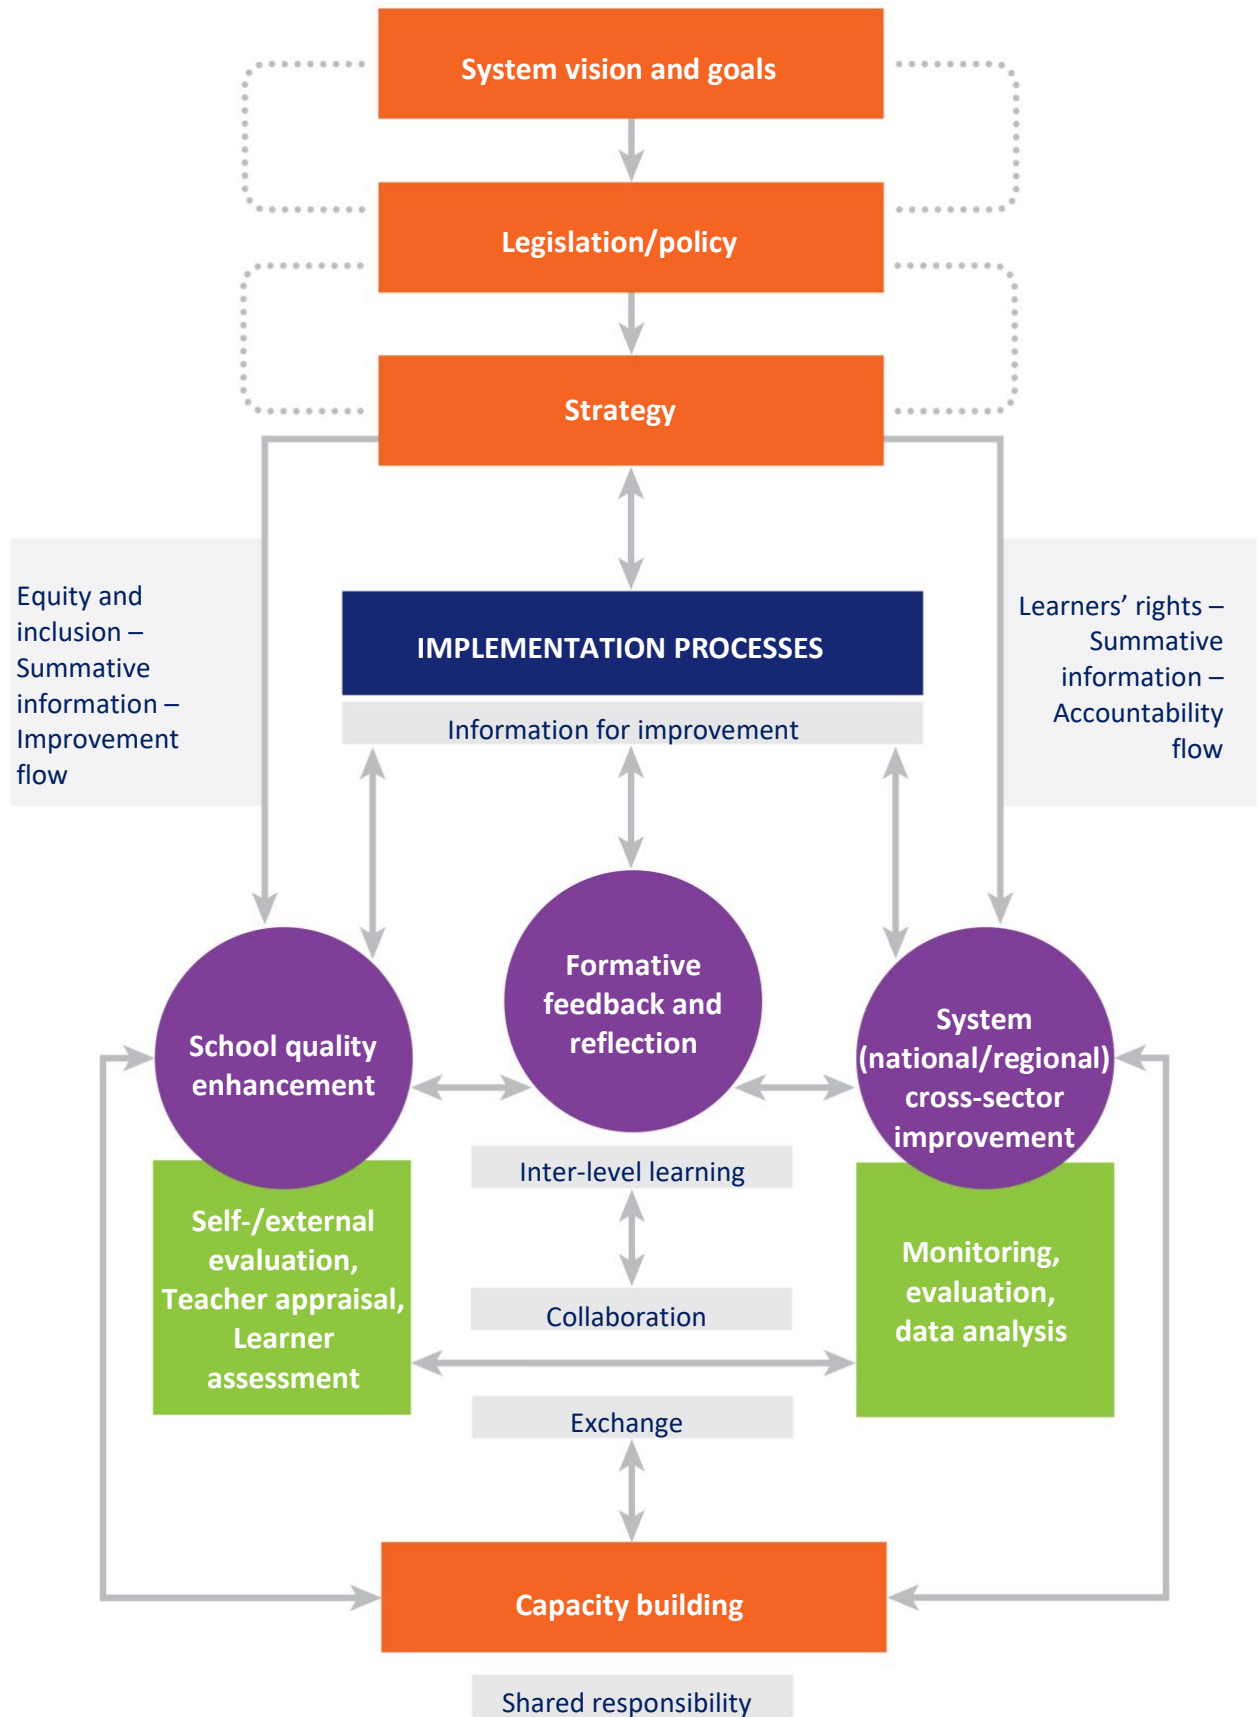 System vision and goals
Legislation/policy
Strategy
Equity and
inclusion –
Summative
information –
Improvement
flow
IMPLEMENTATION PROCESSES
Information for improvement
Learners’ rights –
Summative
information –
Accountability
flow
School quality
enhancement
Formative
feedback and
reflection
System
(national/regional)
cross-sector
improvement
Inter-level learning
Self-/external
evaluation,
Teacher appraisal,
Learner
assessment
Collaboration
Monitoring,
evaluation,
data analysis
Exchange
Capacity building
Shared responsibility